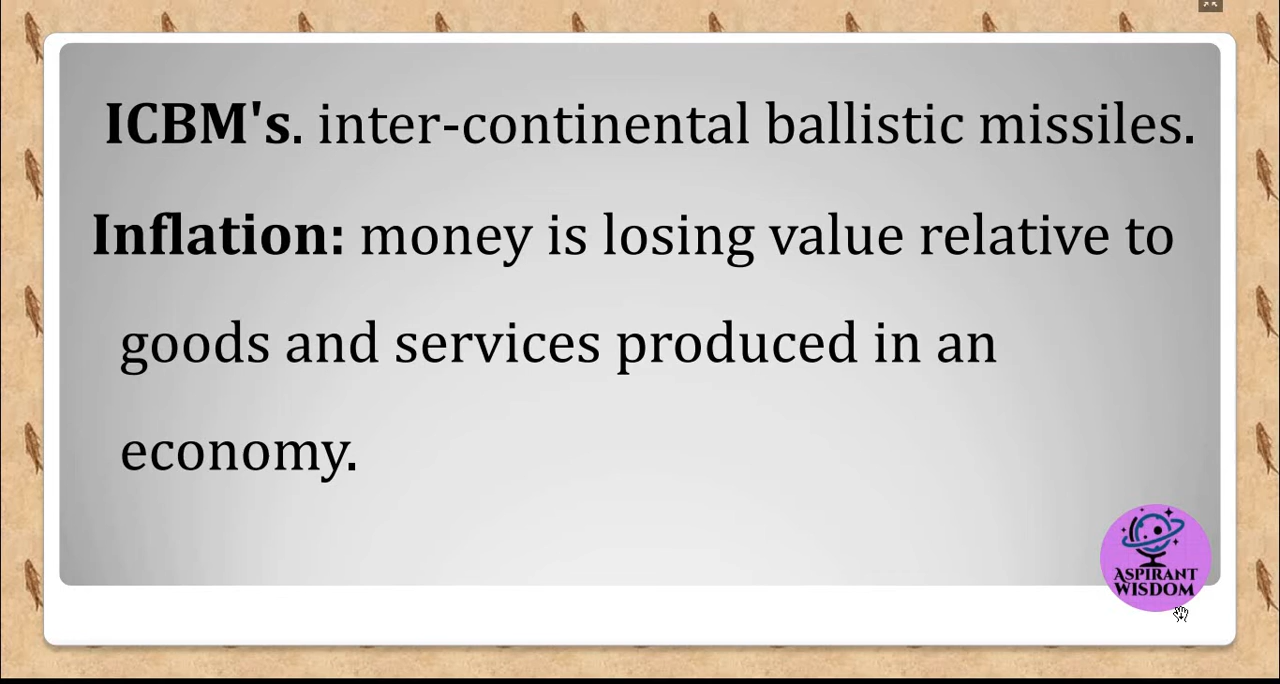 ICBM's. inter-continental ballistic missiles.
Inflation: money is losing value relative to
goods and services produced in an
economy.
ASPIRANT
WISDOM